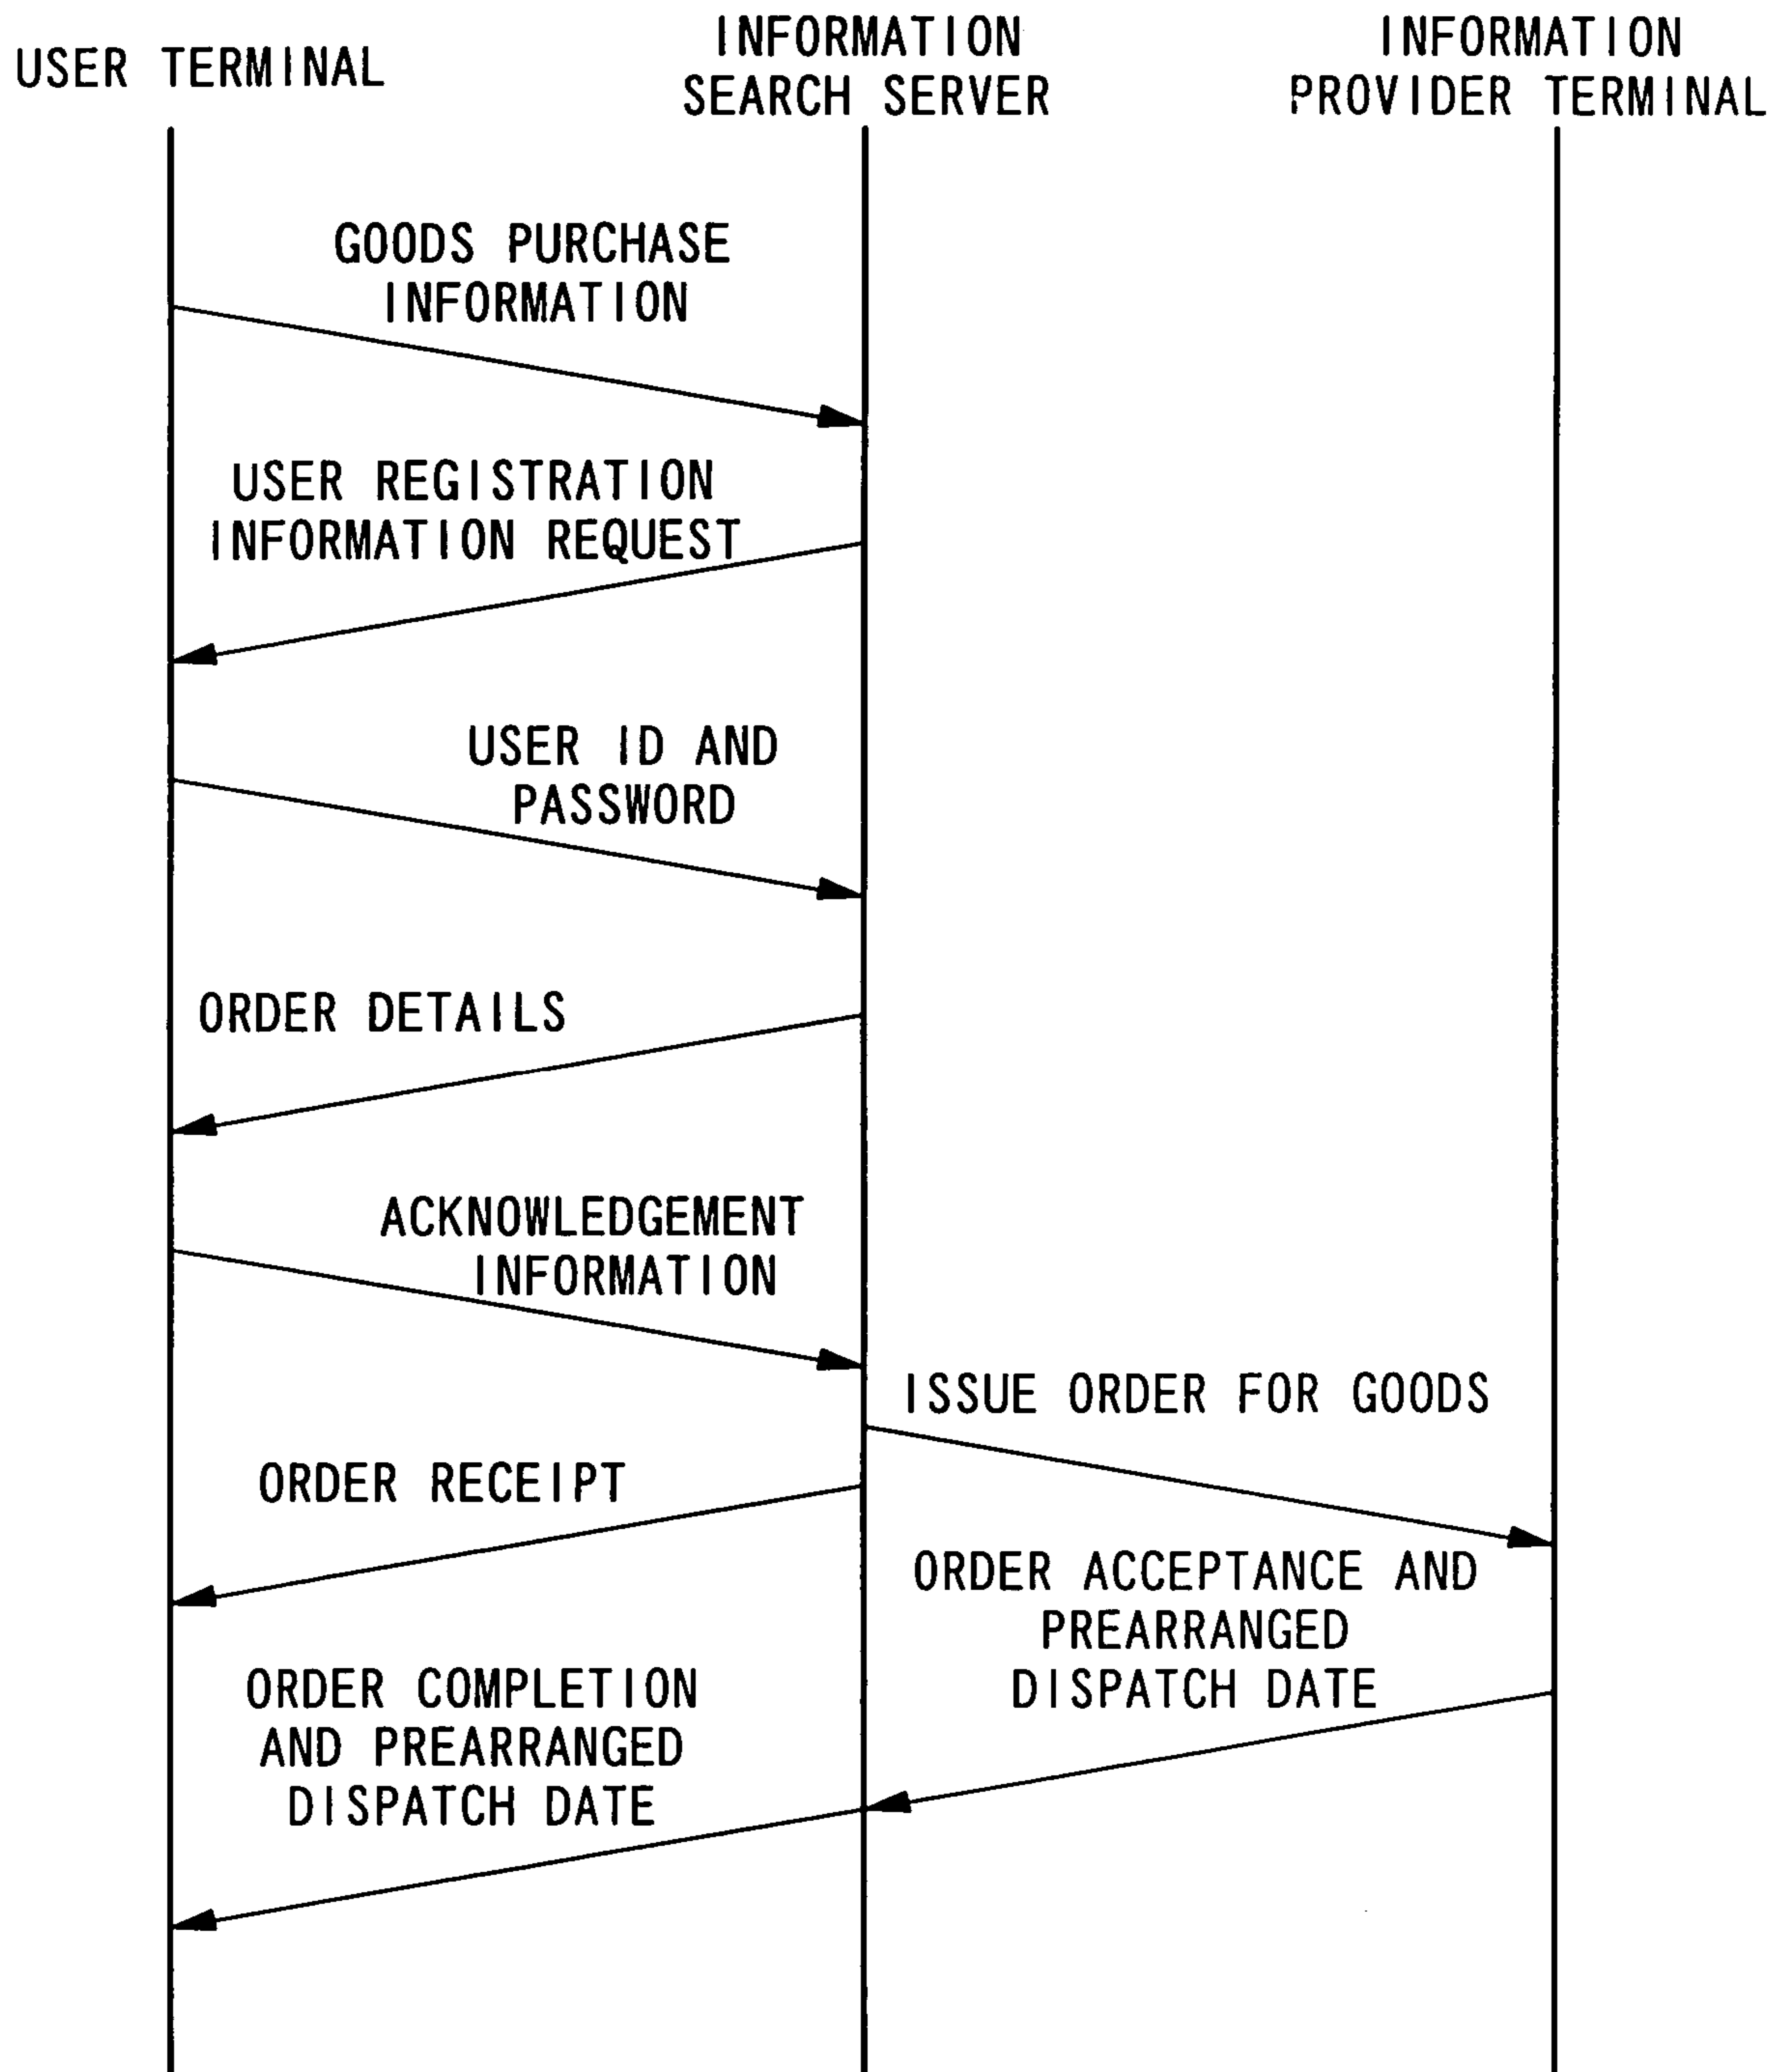 USER TERMINAL
INFORMATION
SEARCH SERVER
INFORMATION
PROVIDER TERMINAL
GOODS PURCHASE
INFORMATION
USER REGISTRATION
INFORMATION REQUEST
USER ID AND
PASSWORD
ORDER DETAILS
ACKNOWLEDGEMENT
INFORMATION
ISSUE ORDER FOR GOODS
ORDER RECEIPT
ORDER ACCEPTANCE AND
PREARRANGED
DISPATCH DATE
ORDER COMPLETION
AND PREARRANGED
DISPATCH DATE